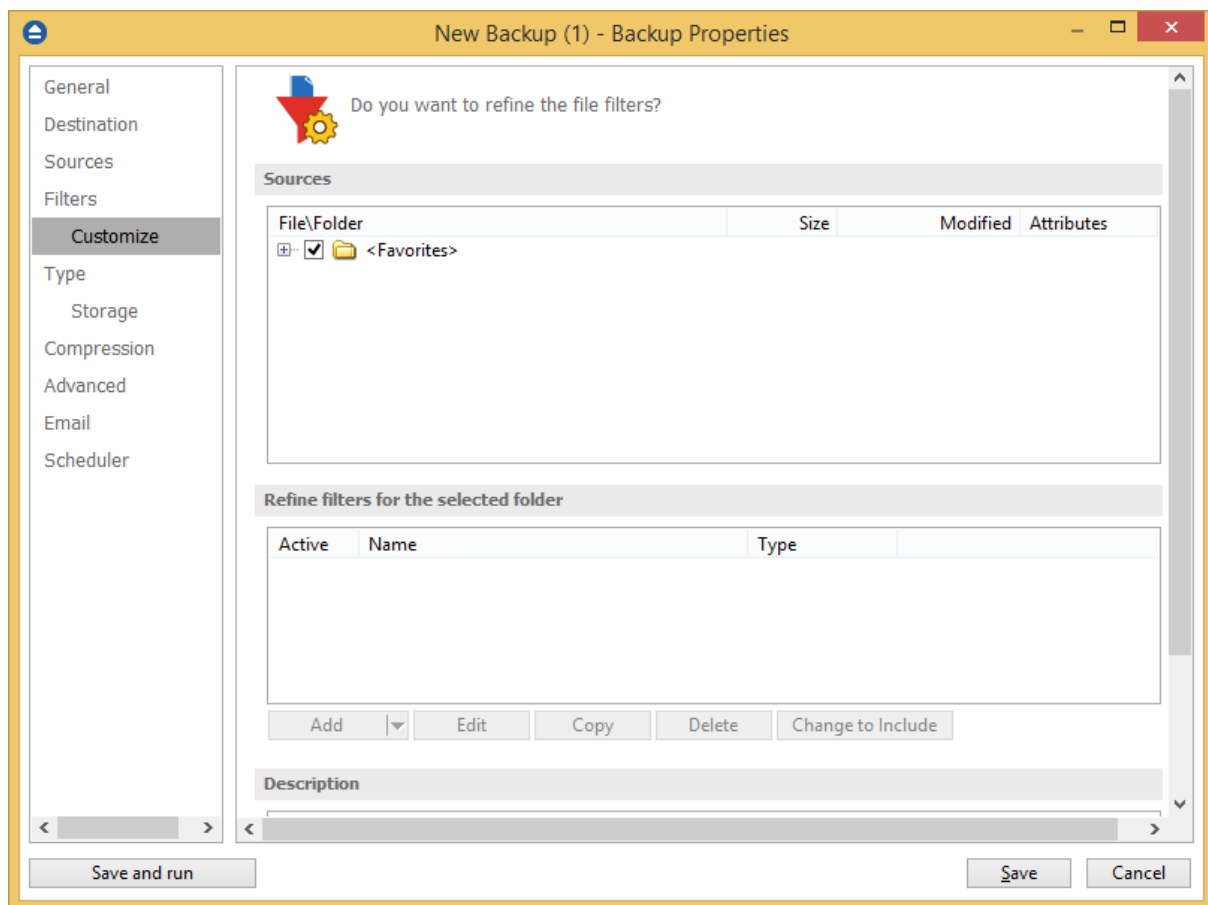 New Backup (1) - Backup Properties
General
Destination
Sources
Filters
Customize
Type
Storage
Compression
Advanced
Email
Scheduler
Do you want to refine the file filters?
Sources
File\Folder Size Modified Attributes
<Favorites>
Refine filters for the selected folder
Active Name Type
Add Edit Copy Delete Change to Include
Description
Save and run Save Cancel